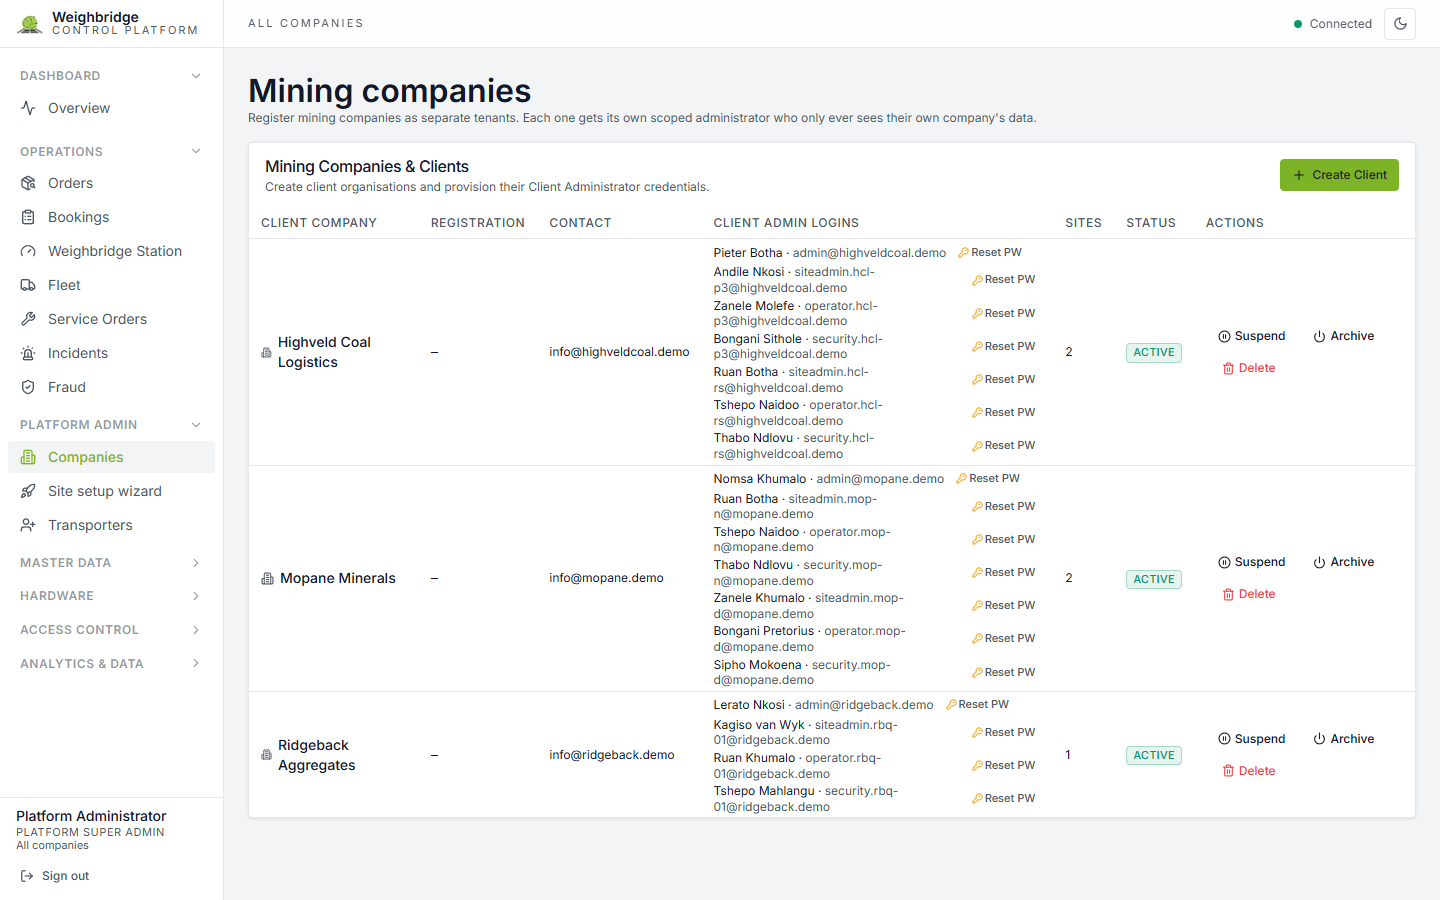 Weighbridge
CONTROL PLATFORM
ALL COMPANIES
Connected
DASHBOARD
Overview
OPERATIONS
Orders
Bookings
Weighbridge Station
Fleet
Service Orders
Incidents
Fraud
PLATFORM ADMIN
Companies
Site setup wizard
Transporters
MASTER DATA
HARDWARE
ACCESS CONTROL
ANALYTICS & DATA
Platform Administrator
PLATFORM SUPER ADMIN
All companies
Sign out
Mining companies
Register mining companies as separate tenants. Each one gets its own scoped administrator who only ever sees their own company's data.
Mining Companies & Clients
Create client organisations and provision their Client Administrator credentials.
Create Client
CLIENT COMPANY REGISTRATION CONTACT CLIENT ADMIN LOGINS SITES STATUS ACTIONS
Highveld Coal
Logistics
–
info@highveldcoal.demo
Pieter Botha · admin@highveldcoal.demo Reset PW
Andile Nkosi · siteadmin.hcl-
p3@highveldcoal.demo
Reset PW
Zanele Molefe · operator.hcl-
p3@highveldcoal.demo
Reset PW
Bongani Sithole · security.hcl-
p3@highveldcoal.demo
Reset PW
Ruan Botha · siteadmin.hcl-
rs@highveldcoal.demo
Reset PW
Tshepo Naidoo · operator.hcl-
rs@highveldcoal.demo
Reset PW
Thabo Ndlovu · security.hcl-
rs@highveldcoal.demo
Reset PW
2
ACTIVE
Suspend Archive
Delete
Mopane Minerals
–
info@mopane.demo
Nomsa Khumalo · admin@mopane.demo Reset PW
Ruan Botha · siteadmin.mop-
n@mopane.demo
Reset PW
Tshepo Naidoo · operator.mop-
n@mopane.demo
Reset PW
Thabo Ndlovu · security.mop-
n@mopane.demo
Reset PW
Zanele Khumalo · siteadmin.mop-
d@mopane.demo
Reset PW
Bongani Pretorius · operator.mop-
d@mopane.demo
Reset PW
Sipho Mokoena · security.mop-
d@mopane.demo
Reset PW
2
ACTIVE
Suspend Archive
Delete
Ridgeback
Aggregates
–
info@ridgeback.demo
Lerato Nkosi · admin@ridgeback.demo Reset PW
Kagiso van Wyk · siteadmin.rbq-
01@ridgeback.demo
Reset PW
Ruan Khumalo · operator.rbq-
01@ridgeback.demo
Reset PW
Tshepo Mahlangu · security.rbq-
01@ridgeback.demo
Reset PW
1
ACTIVE
Suspend Archive
Delete